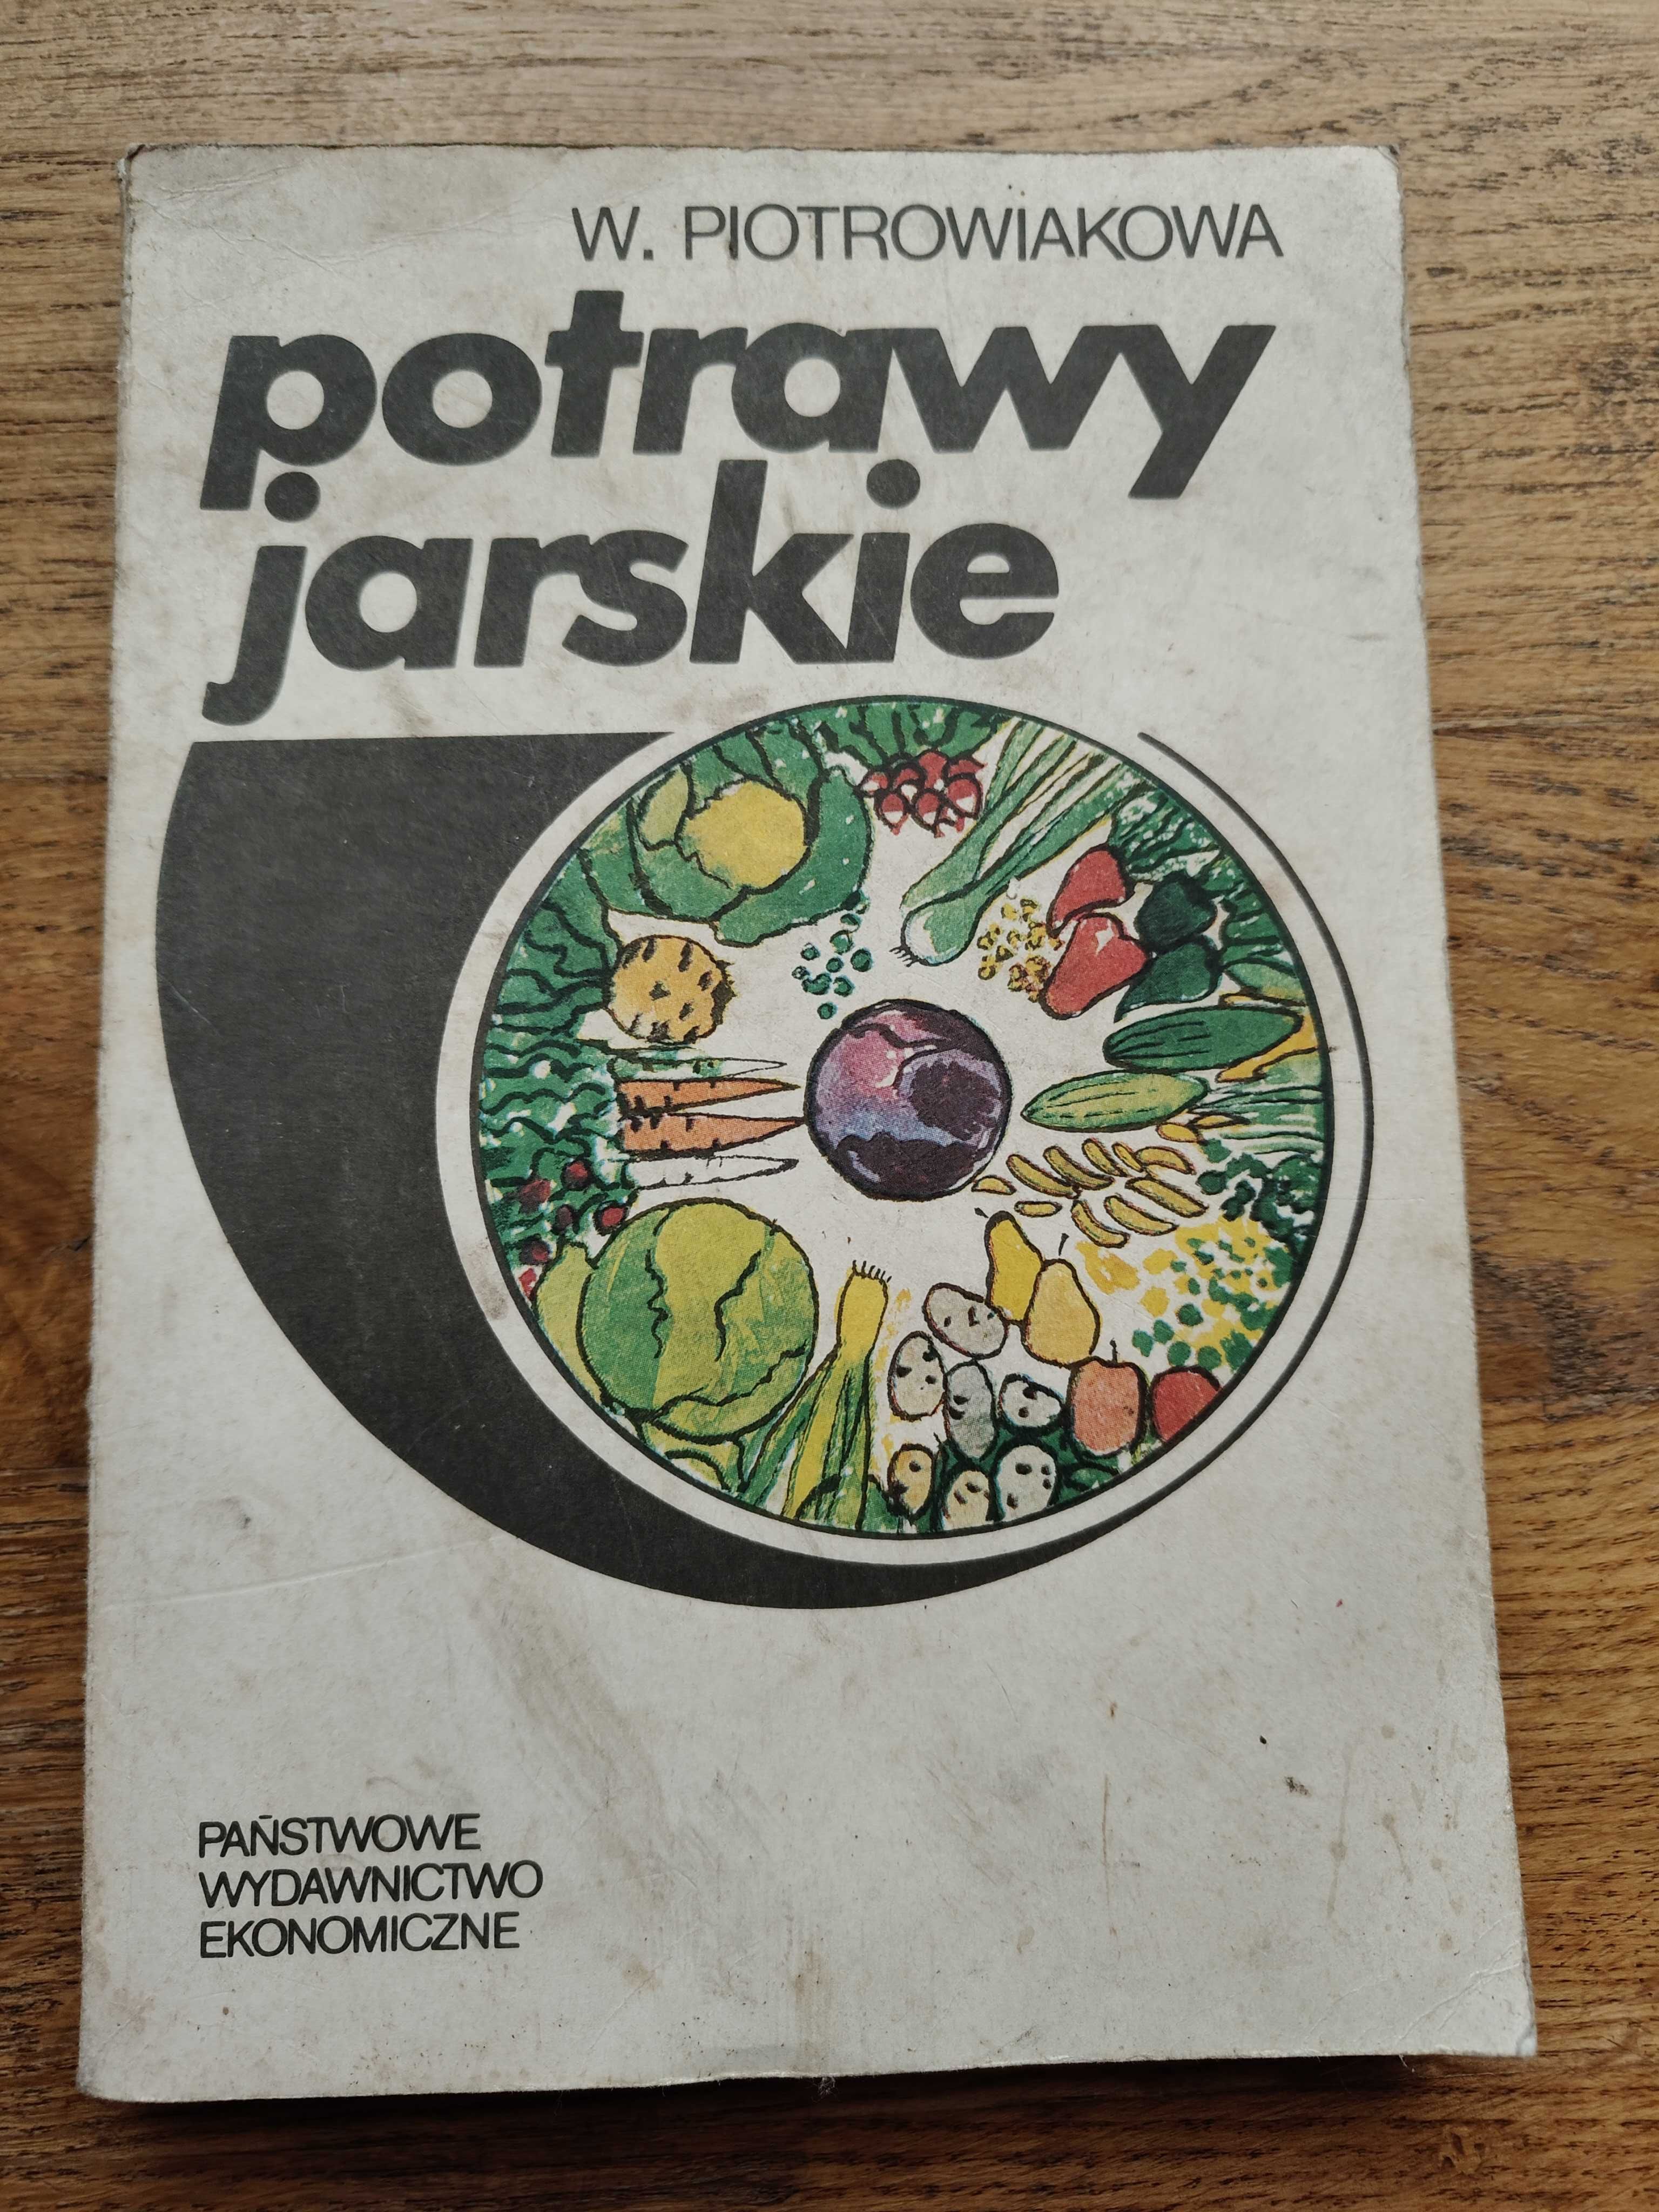 W. PIOTROWIAKOWA
potrawy
jarskie
PAŃSTWOWE
WYDAWNICTWO
EKONOMICZNE